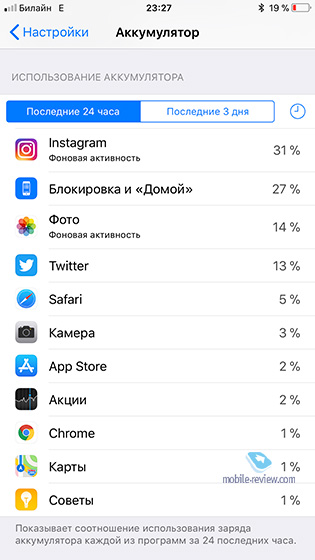 Билайн E 23:27 19 %
Настройки Аккумулятор
ИСПОЛЬЗОВАНИЕ АККУМУЛЯТОРА
Последние 24 часа Последние 3 дня
Instagram 31 %
Фоновая активность
Блокировка и «Домой» 27 %
Фото 14 %
Фоновая активность
Twitter 13 %
Safari 5 %
Камера 3 %
App Store 2 %
Акции 2 %
Chrome 1 %
Карты 1 %
mobile-review.com
Советы 1 %
Показывает соотношение использования заряда
аккумулятора каждой из программ за 24 последних часа.